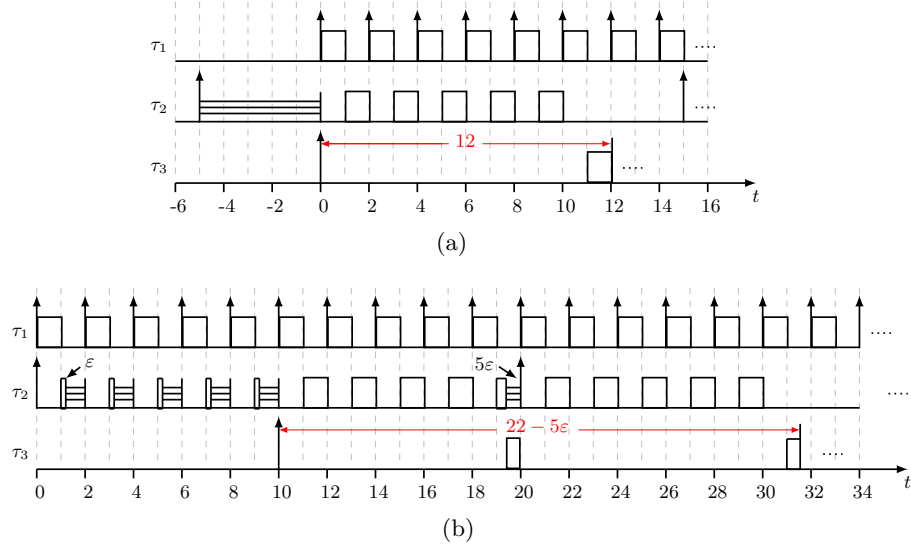 τ₁ ....
τ₂ ....
12
τ₃ ....
-6 -4 -2 0 2 4 6 8 10 12 14 16 t
(a)
τ₁ ....
ε 5ε
τ₂ ....
22 − 5ε
τ₃ ....
0 2 4 6 8 10 12 14 16 18 20 22 24 26 28 30 32 34 t
(b)